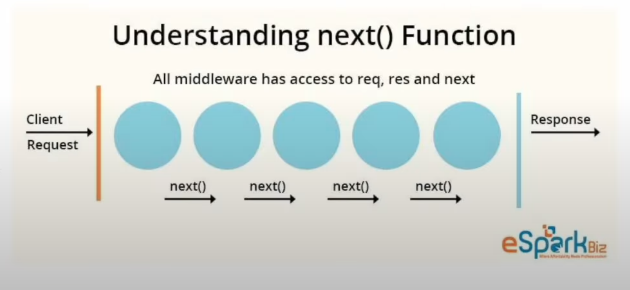 Understanding next() Function
All middleware has access to req, res and next
Client
Request
Response
next()
next()
next()
next()
eSparkBiz